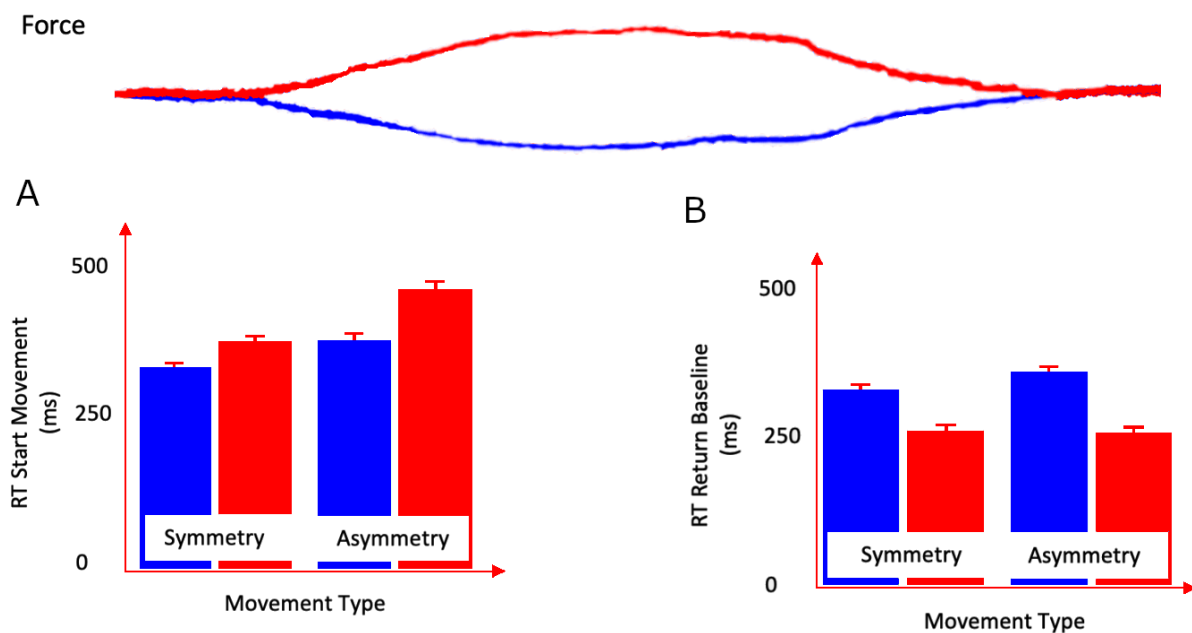 Force
A
500
250
0
RT Start Movement
(ms)
Symmetry
Asymmetry
Movement Type
B
500
250
0
RT Return Baseline
(ms)
Symmetry
Asymmetry
Movement Type